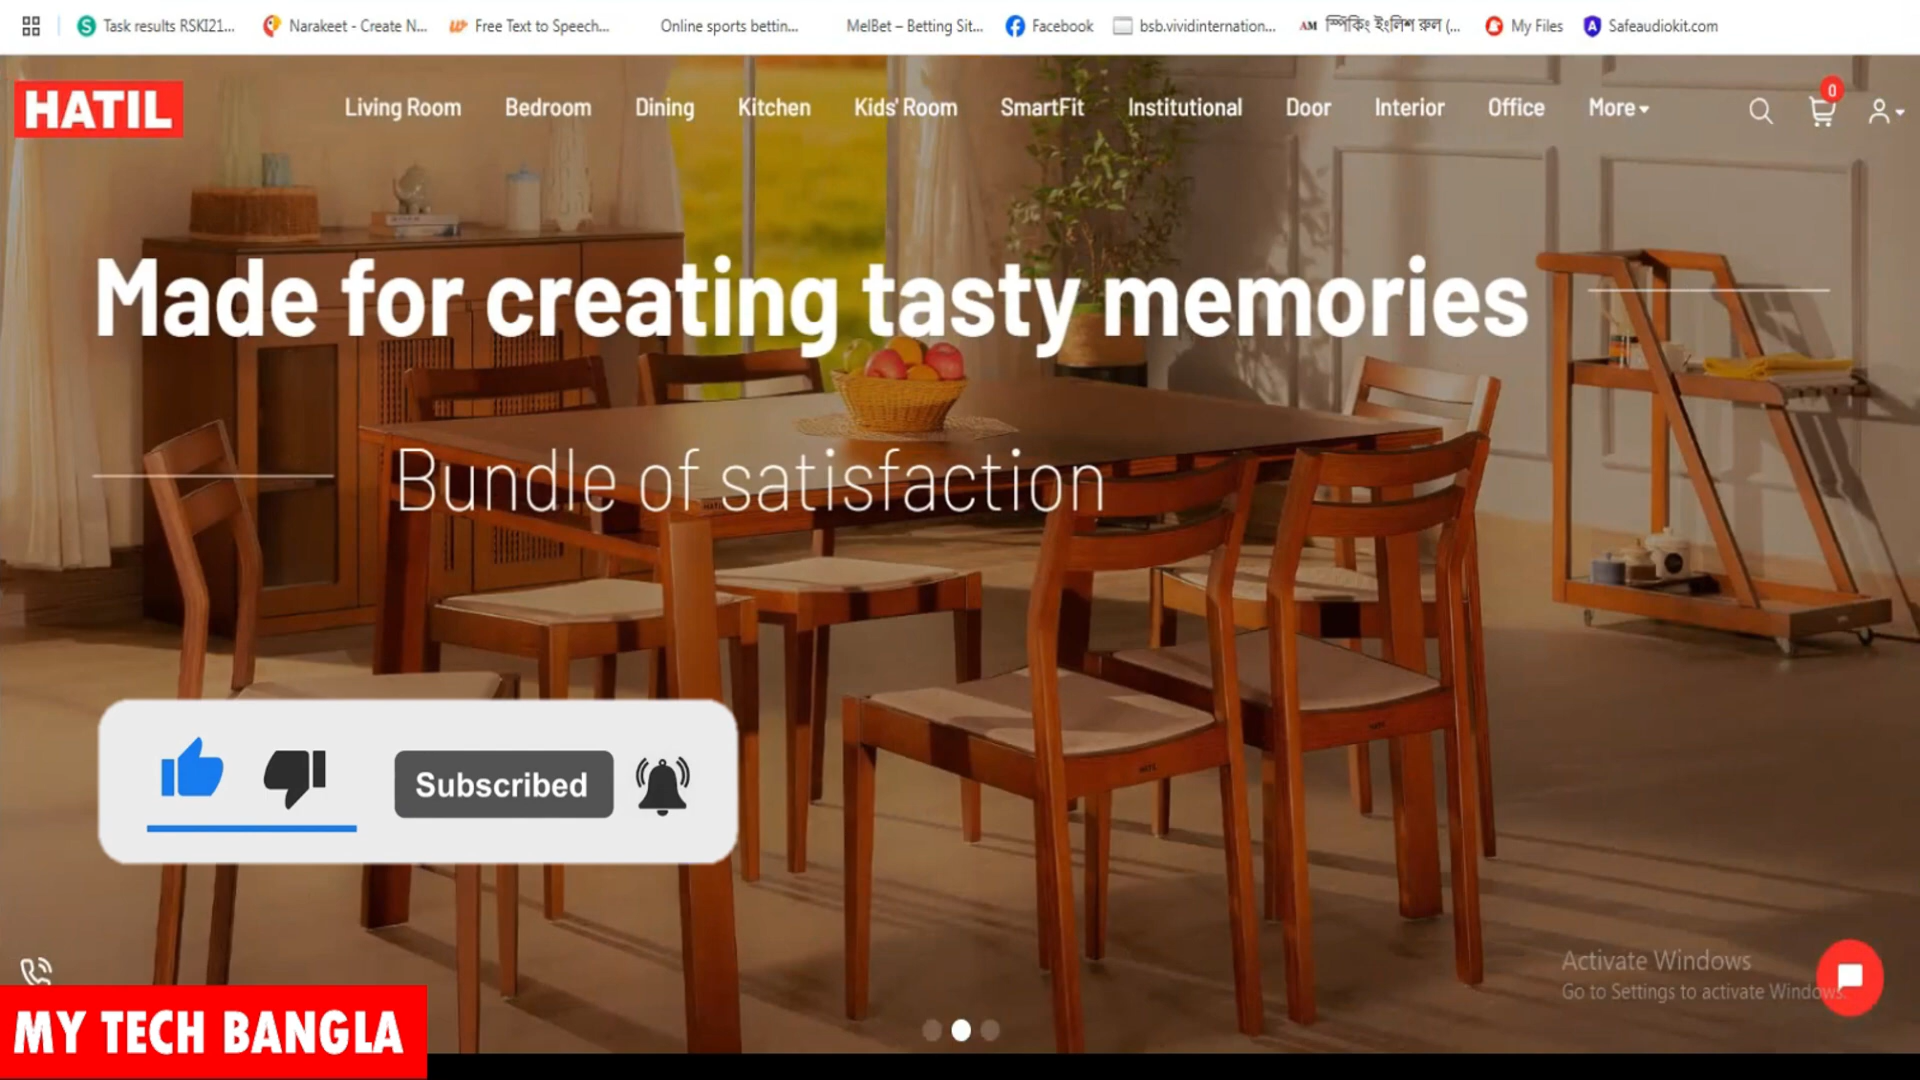 Task results RSKI21...
Narakeet - Create N...
Free Text to Speech...
Online sports bettin...
MelBet – Betting Sit...
Facebook
bsb.vividinternation...
AM স্পিকিং ইংলিশ রুল (...
My Files
Safeaudiokit.com
HATIL
Living Room
Bedroom
Dining
Kitchen
Kids' Room
SmartFit
Institutional
Door
Interior
Office
More
0
Made for creating tasty memories
Bundle of satisfaction
Subscribed
Activate Windows
Go to Settings to activate Windows.
MY TECH BANGLA